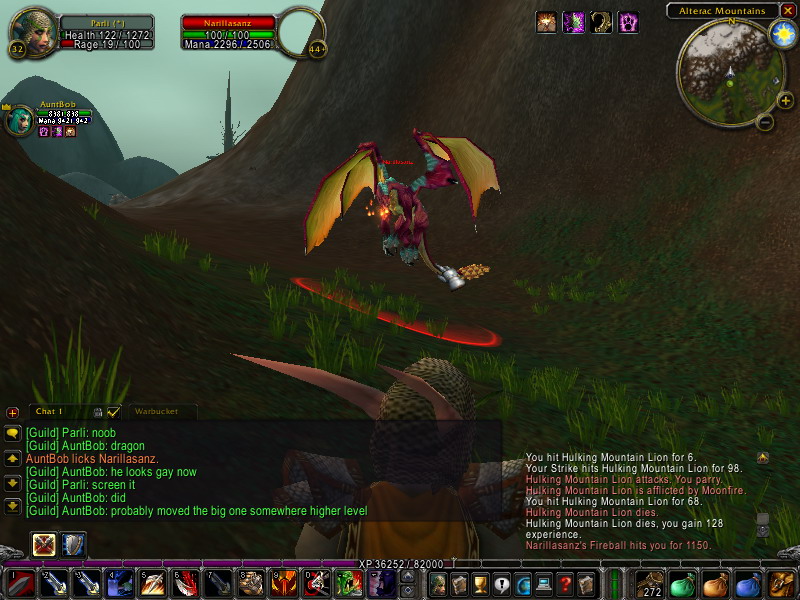 Parli (*)
Health 122 / 1272
Rage 19 / 100
32
Narillasanz
100 / 100
Mana 2296 / 2506
44+
Alterac Mountains
N
AuntBob
838 | 838
Mana 942 | 942
Chat 1
Warbucket
[Guild] Parli: noob
[Guild] AuntBob: dragon
AuntBob licks Narillasanz.
[Guild] AuntBob: he looks gay now
[Guild] Parli: screen it
[Guild] AuntBob: did
[Guild] AuntBob: probably moved the big one somewhere higher level
You hit Hulking Mountain Lion for 6.
Your Strike hits Hulking Mountain Lion for 98.
Hulking Mountain Lion attacks. You parry.
Hulking Mountain Lion is afflicted by Moonfire.
You hit Hulking Mountain Lion for 68.
Hulking Mountain Lion dies.
Hulking Mountain Lion dies, you gain 128
experience.
Narillasanz's Fireball hits you for 1150.
XP 36252 / 82000
272